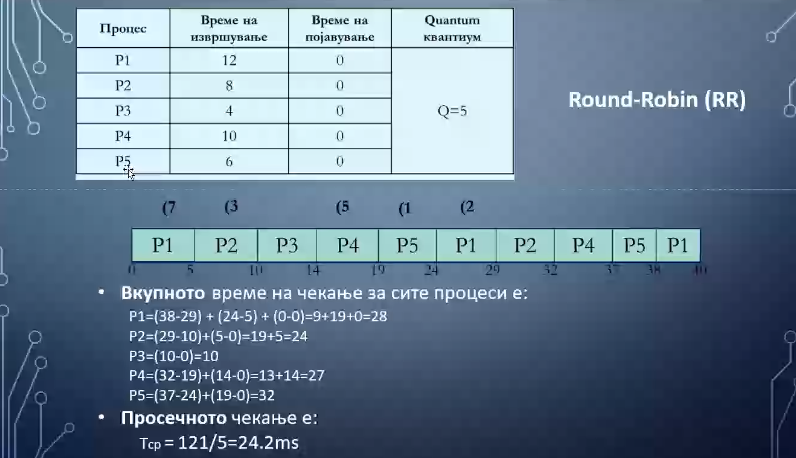 Процес Време на извршување Време на појавување Quantum квантиум
P1 12 0
P2 8 0
P3 4 0 Q=5
P4 10 0
P5 6 0
Round-Robin (RR)
(7 (3 (5 (1 (2
P1 P2 P3 P4 P5 P1 P2 P4 P5 P1
0 5 10 14 19 24 29 32 37 38 40
• Вкупното време на чекање за сите процеси е:
P1=(38-29) + (24-5) + (0-0)=9+19+0=28
P2=(29-10)+(5-0)=19+5=24
P3=(10-0)=10
P4=(32-19)+(14-0)=13+14=27
P5=(37-24)+(19-0)=32
• Просечното чекање е:
Tср = 121/5=24.2ms